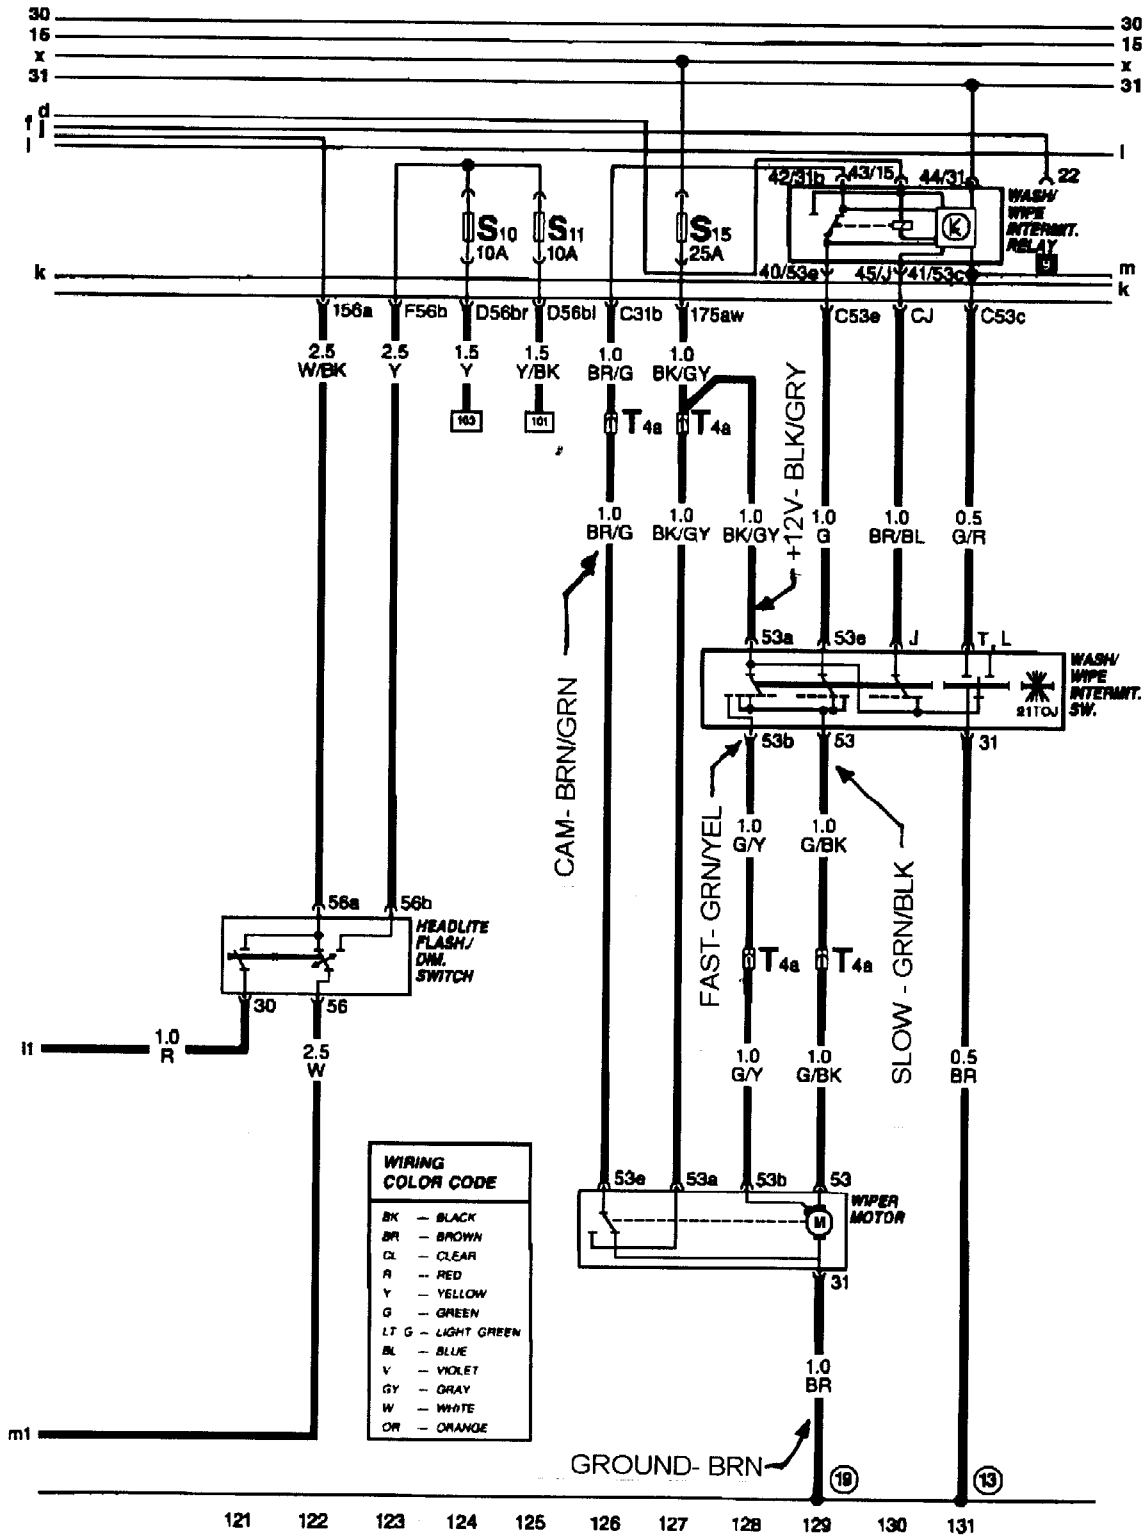 30 30
15 15
x x
31 31
d
f j
l l
42/31b 43/15 44/31 22
WASH/
WIPE
INTERMIT.
RELAY
9
S10
10A
S11
10A
S15
25A
K
k m
k
40/53e 45/J 41/53c
156a F56b D56br D56bl C31b 175aw C53e CJ C53c
2.5
W/BK
2.5
Y
1.5
Y
1.5
Y/BK
1.0
BR/G
1.0
BK/GY
103 101
T4a T4a
+12V- BLK/GRY
1.0
BR/G
1.0
BK/GY
1.0
BK/GY
1.0
G
1.0
BR/BL
0.5
G/R
53a 53e J T L
WASH/
WIPE
INTERMIT.
SW.
21TOJ
53b 53 31
CAM- BRN/GRN
FAST- GRN/YEL
SLOW - GRN/BLK
1.0
G/Y
1.0
G/BK
T4a T4a
56a 56b
HEADLITE
FLASH/
DIM.
SWITCH
30 56
1.0
R
2.5
W
1.0
G/Y
1.0
G/BK
0.5
BR
WIRING
COLOR CODE
BK — BLACK
BR — BROWN
CL — CLEAR
R -- RED
Y — YELLOW
G — GREEN
LT G — LIGHT GREEN
BL — BLUE
V — VIOLET
GY — GRAY
W — WHITE
OR — ORANGE
53e 53a 53b 53
M
WIPER
MOTOR
31
1.0
BR
m1
GROUND- BRN
19 13
121 122 123 124 125 126 127 128 129 130 131